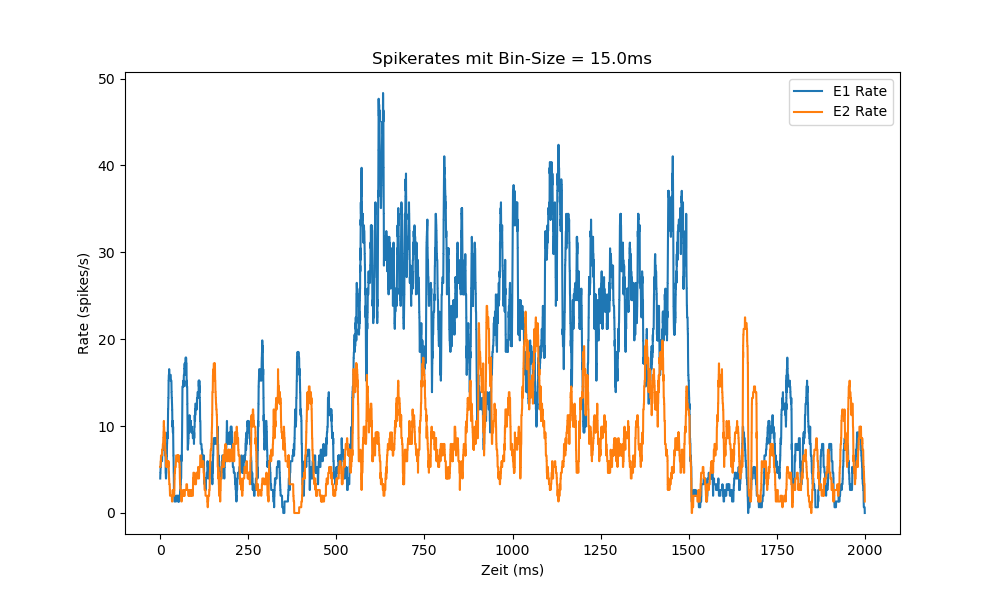 Spikerates mit Bin-Size = 15.0ms
E1 Rate
E2 Rate
Rate (spikes/s)
50
40
30
20
10
0
0 250 500 750 1000 1250 1500 1750 2000
Zeit (ms)